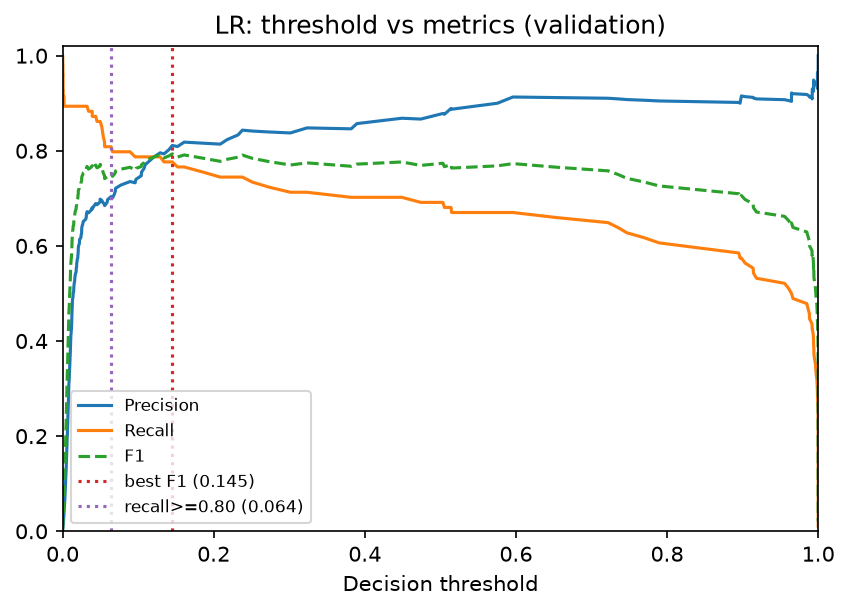 LR: threshold vs metrics (validation)
1.0
0.8
0.6
0.4
0.2
0.0
Precision
Recall
F1
best F1 (0.145)
recall>=0.80 (0.064)
0.0 0.2 0.4 0.6 0.8 1.0
Decision threshold